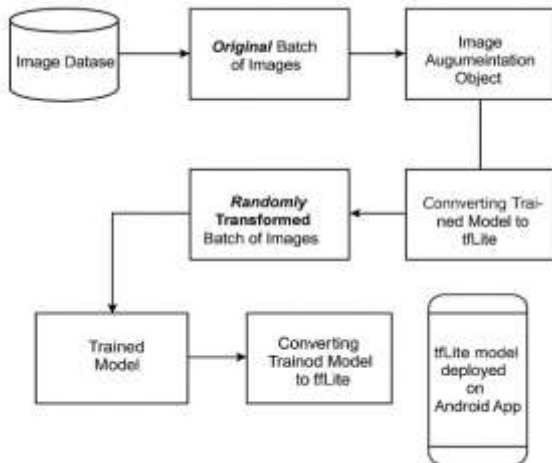 Image Datase
Original Batch
of Images
Image
Augumeintation
Object
Randomly
Transformed
Batch of Images
Connverting Trai-
ned Model to
tfLite
Trained
Model
Converting
Trainod Model
to ffLite
tfLite model
deployed
on
Android App